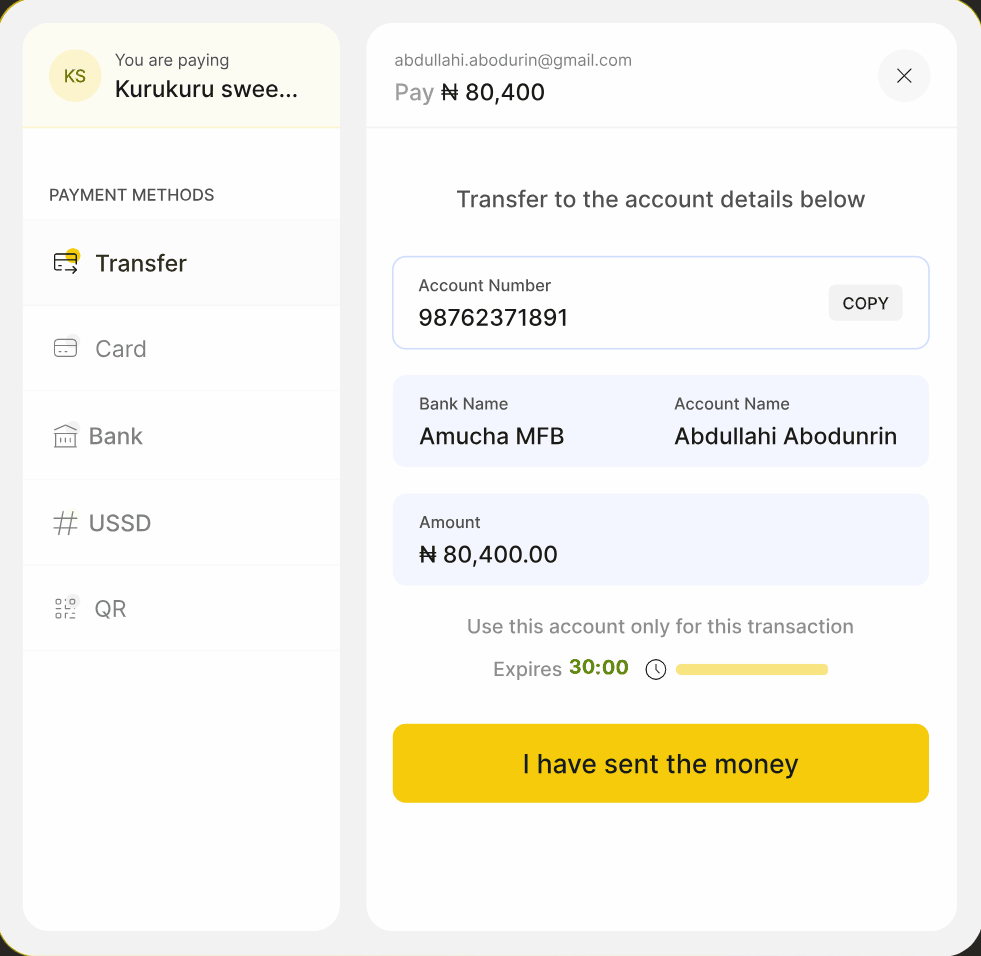 KS
You are paying
Kurukuru swee...
PAYMENT METHODS
Transfer
Card
Bank
USSD
QR
abdullahi.abodurin@gmail.com
Pay ₦ 80,400
Transfer to the account details below
Account Number
98762371891
COPY
Bank Name
Amucha MFB
Account Name
Abdullahi Abodunrin
Amount
₦ 80,400.00
Use this account only for this transaction
Expires 30:00
I have sent the money